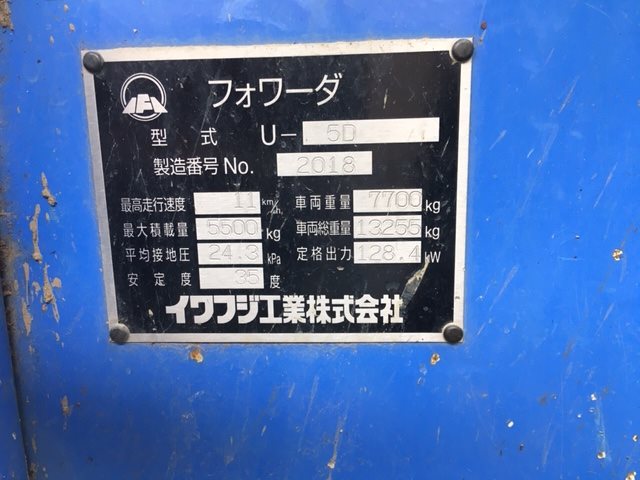 フォワーダ
型式 U-5D
製造番号No. 2018
最高走行速度 11 km/h 車両重量 7700 kg
最大積載量 5500 kg 車両総重量 13255 kg
平均接地圧 24.3 kPa 定格出力 128.4 kW
安定度 35 度
イワフジ工業株式会社